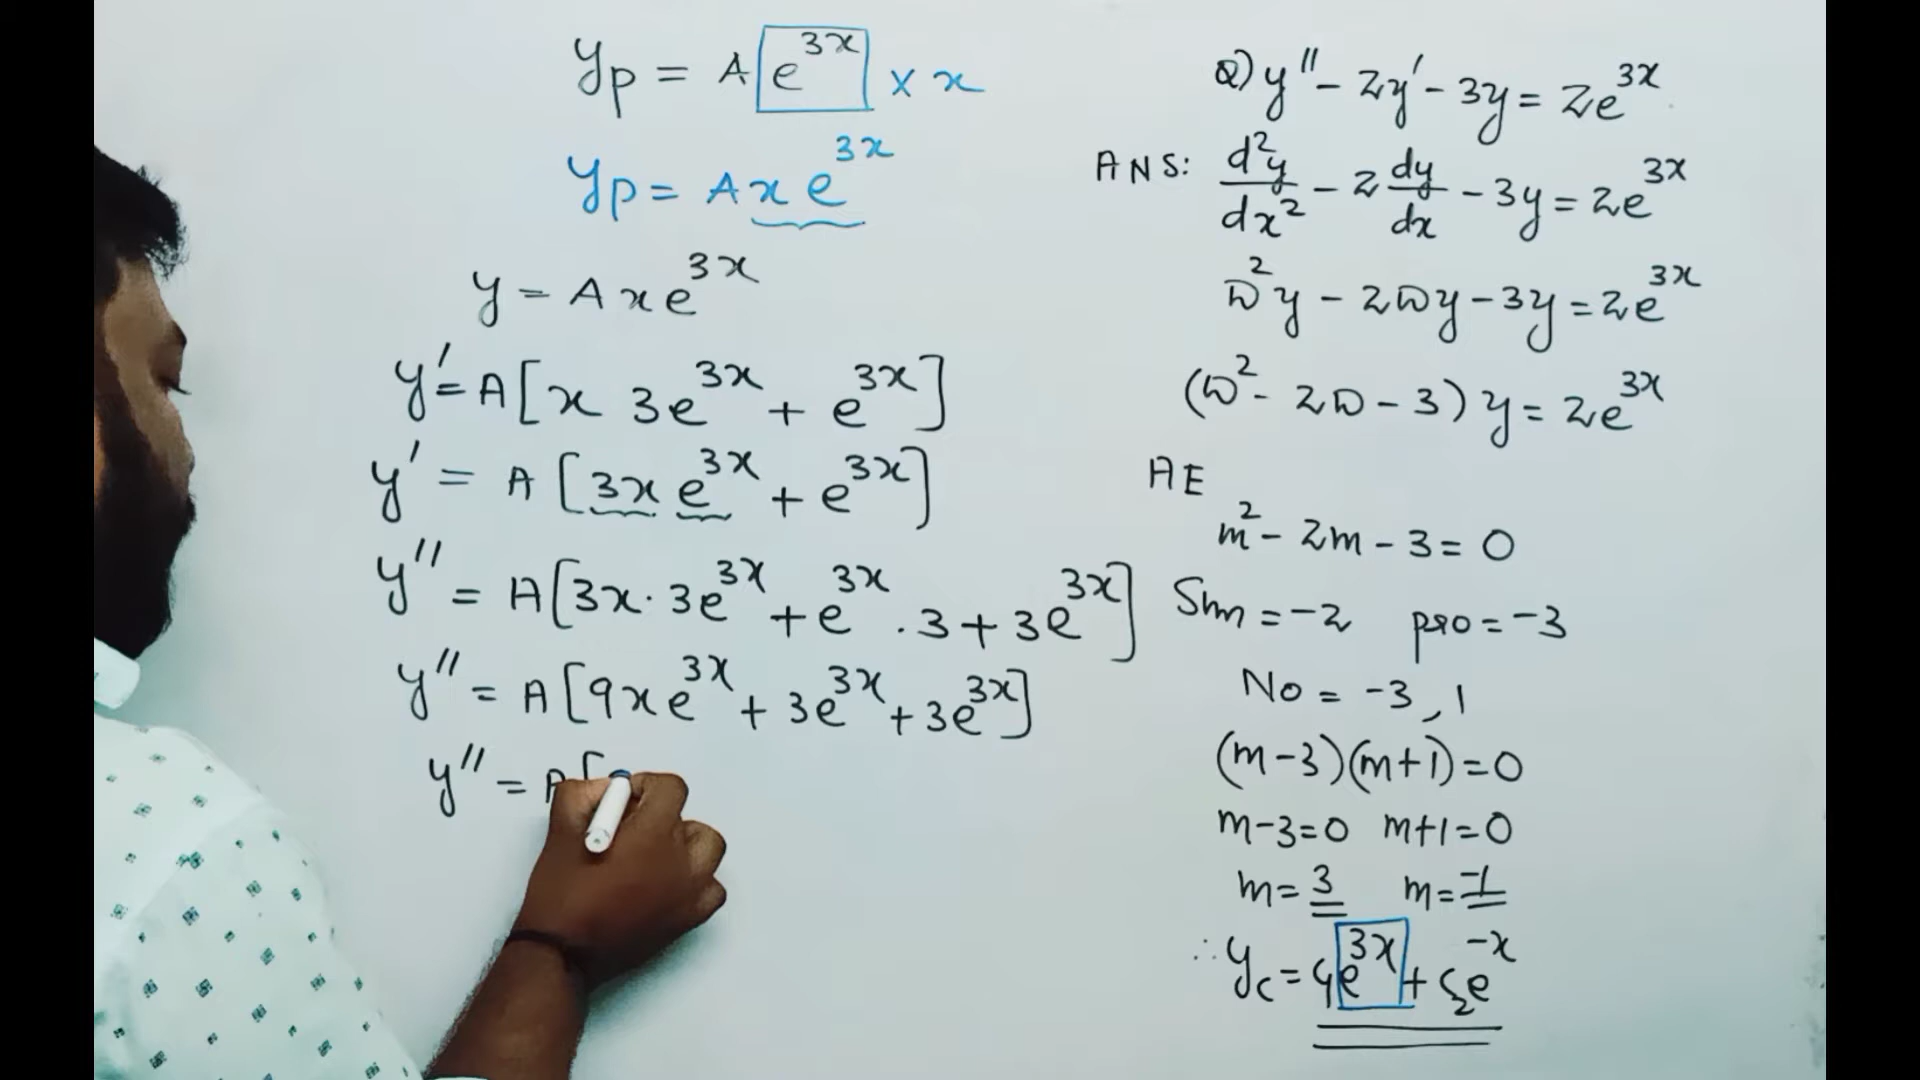 yp = A e^3x × x
yp = A x e^3x
y = A x e^3x
y' = A[x 3e^3x + e^3x]
y' = A[3x e^3x + e^3x]
y'' = A[3x · 3e^3x + e^3x . 3 + 3e^3x]
y'' = A[9xe^3x + 3e^3x + 3e^3x]
y'' = A[
Q) y'' - 2y' - 3y = 2e^3x
ANS: d²y/dx² - 2 dy/dx - 3y = 2e^3x
D²y - 2Dy - 3y = 2e^3x
(D² - 2D - 3) y = 2e^3x
AE
m² - 2m - 3 = 0
Sum = -2 pro = -3
No = -3, 1
(m-3)(m+1) = 0
m-3=0 m+1=0
m = 3 m = -1
∴ yc = c₁e^3x + c₂e^-x